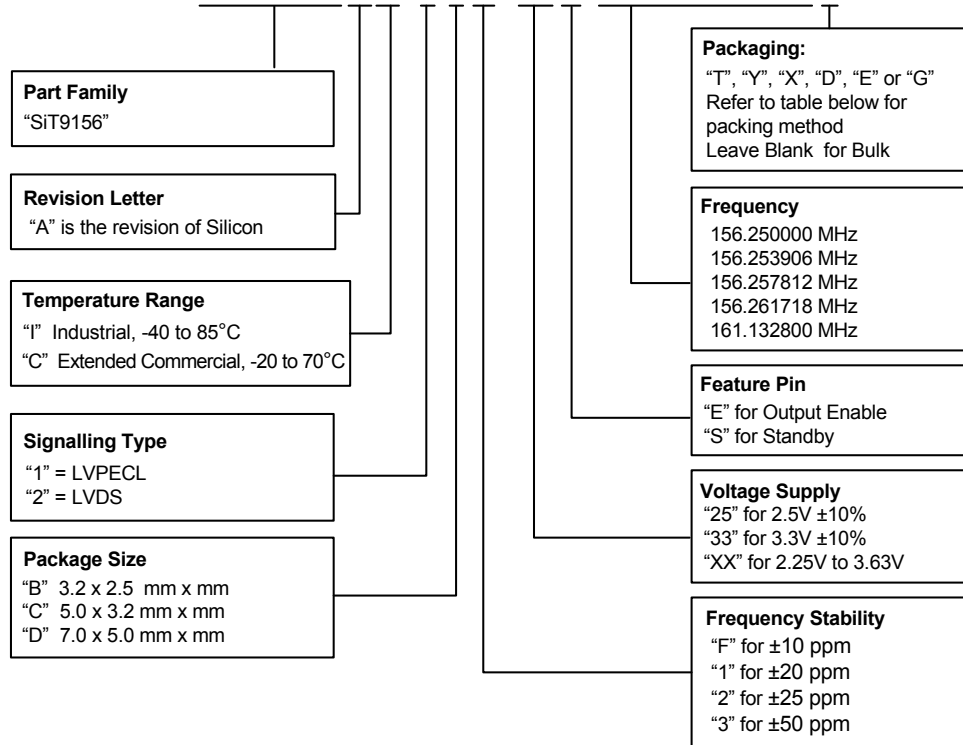 Part Family
“SiT9156”
Revision Letter
“A” is the revision of Silicon
Temperature Range
“I” Industrial, -40 to 85°C
“C” Extended Commercial, -20 to 70°C
Signalling Type
“1” = LVPECL
“2” = LVDS
Package Size
“B” 3.2 x 2.5 mm x mm
“C” 5.0 x 3.2 mm x mm
“D” 7.0 x 5.0 mm x mm
Packaging:
“T”, “Y”, “X”, “D”, “E” or “G”
Refer to table below for
packing method
Leave Blank for Bulk
Frequency
156.250000 MHz
156.253906 MHz
156.257812 MHz
156.261718 MHz
161.132800 MHz
Feature Pin
“E” for Output Enable
“S” for Standby
Voltage Supply
“25” for 2.5V ±10%
“33” for 3.3V ±10%
“XX” for 2.25V to 3.63V
Frequency Stability
“F” for ±10 ppm
“1” for ±20 ppm
“2” for ±25 ppm
“3” for ±50 ppm